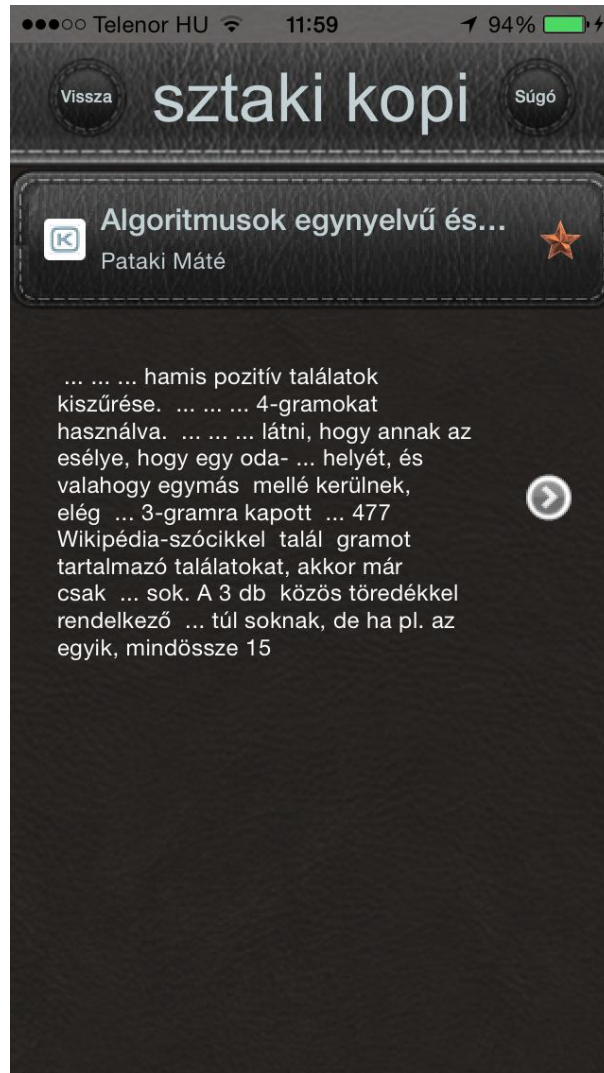 Telenor HU 11:59 94%
Vissza sztaki kopi Súgó
Algoritmusok egynyelvű és...
Pataki Máté
... ... ... hamis pozitív találatok
kiszűrése. ... ... ... 4-gramokat
használva. ... ... ... látni, hogy annak az
esélye, hogy egy oda- ... helyét, és
valahogy egymás mellé kerülnek,
elég ... 3-gramra kapott ... 477
Wikipédia-szócikkel talál gramot
tartalmazó találatokat, akkor már
csak ... sok. A 3 db közös töredékkel
rendelkező ... túl soknak, de ha pl. az
egyik, mindössze 15